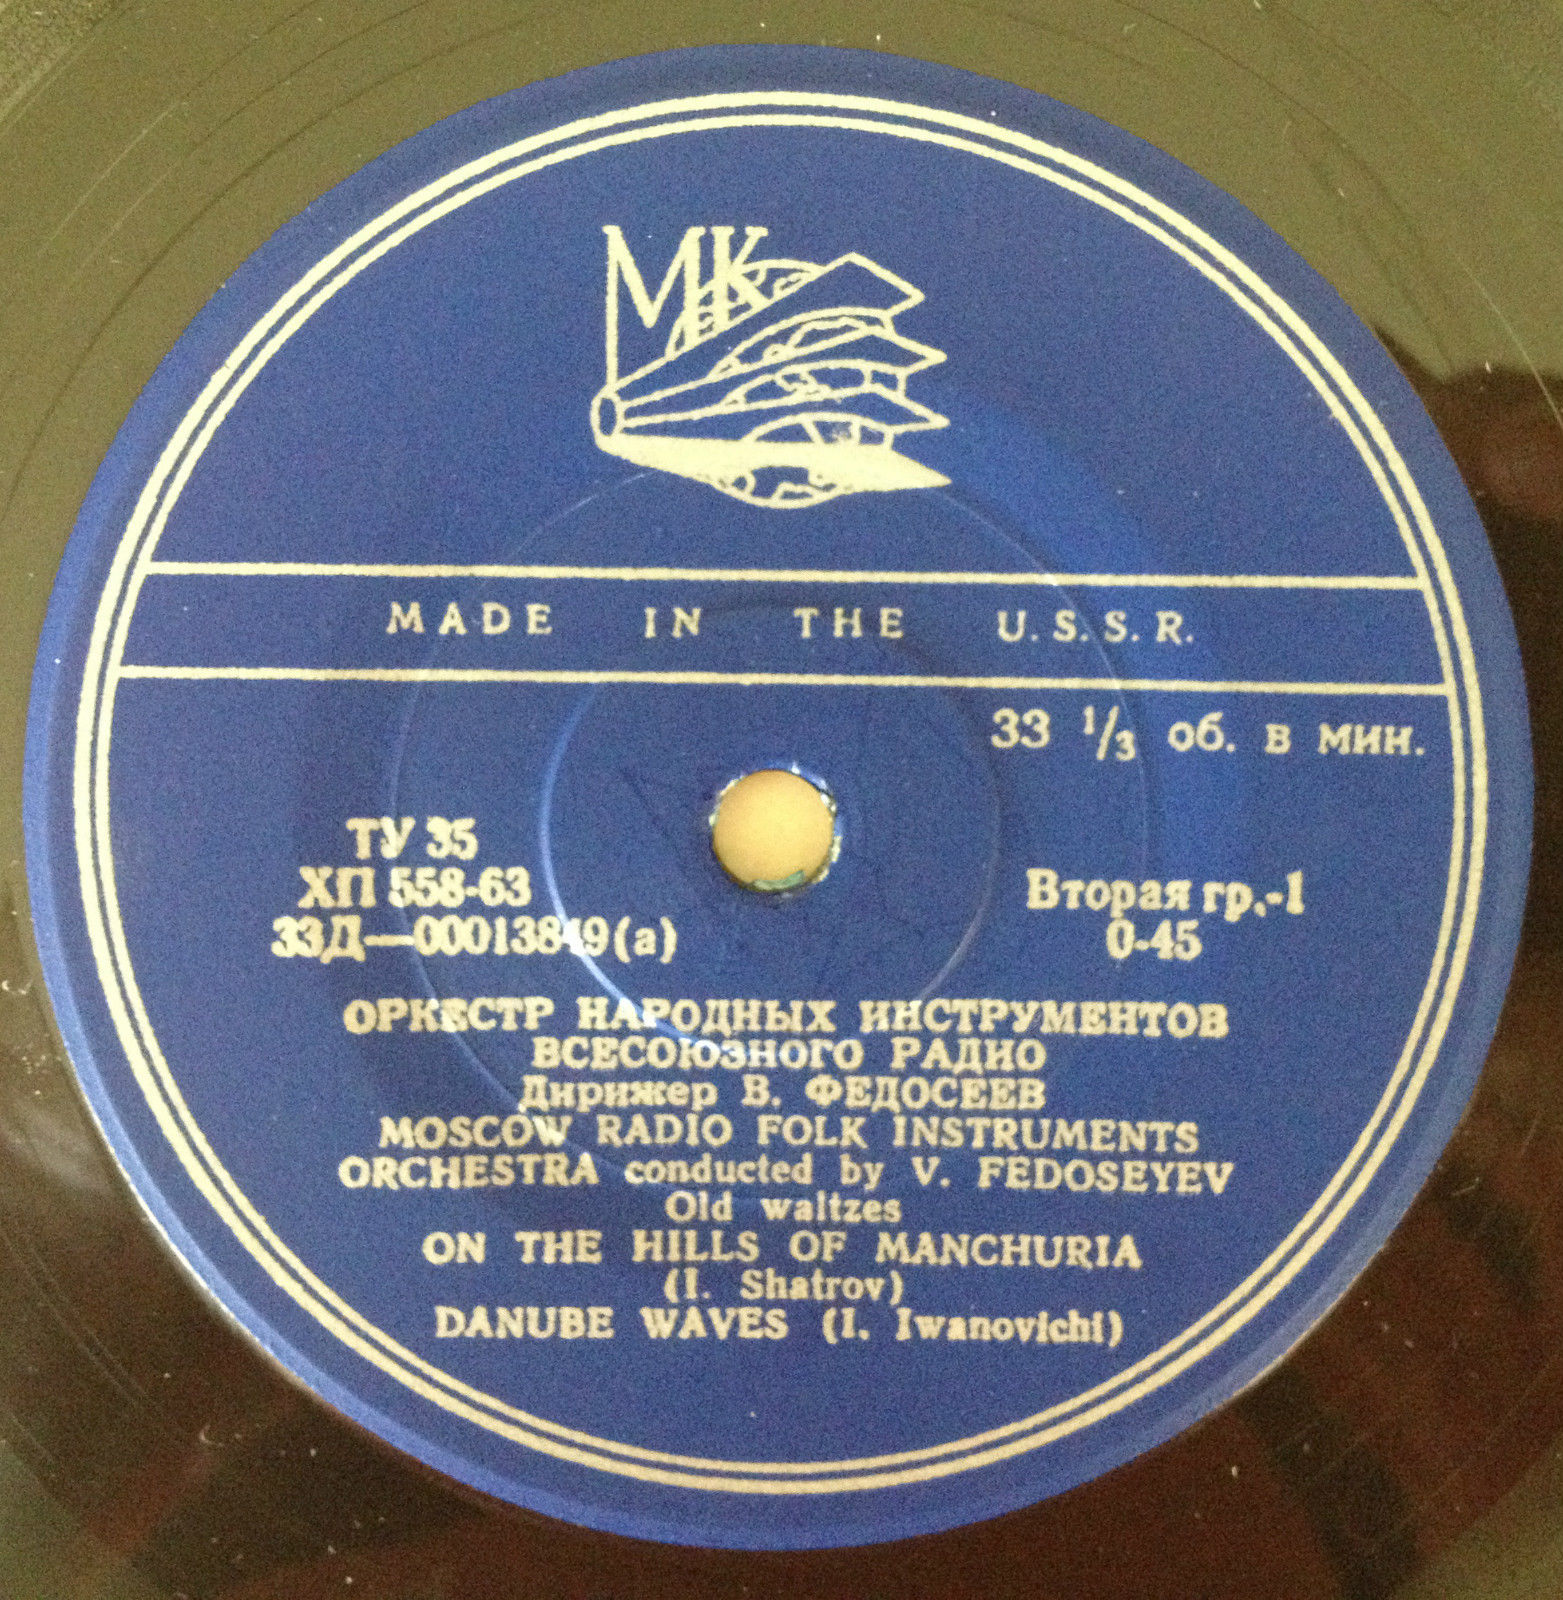 МК
MADE IN THE U.S.S.R.
33 1/3 об. в мин.
ТУ 35
ХП 558-63
33Д—00013849(а)
Вторая гр.-1
0-45
ОРКЕСТР НАРОДНЫХ ИНСТРУМЕНТОВ
ВСЕСОЮЗНОГО РАДИО
Дирижер В. ФЕДОСЕЕВ
MOSCOW RADIO FOLK INSTRUMENTS
ORCHESTRA conducted by V. FEDOSEYEV
Old waltzes
ON THE HILLS OF MANCHURIA
(I. Shatrov)
DANUBE WAVES (I. Iwanovichi)